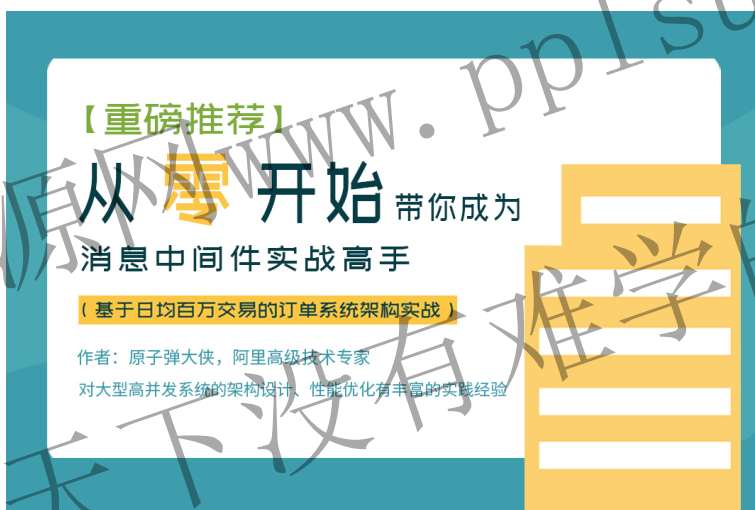 【重磅推荐】
从零开始带你成为
消息中间件实战高手
（基于日均百万交易的订单系统架构实战）
作者：原子弹大侠，阿里高级技术专家
对大型高并发系统的架构设计、性能优化有丰富的实践经验
源网www.pplsu
天下没有难学的